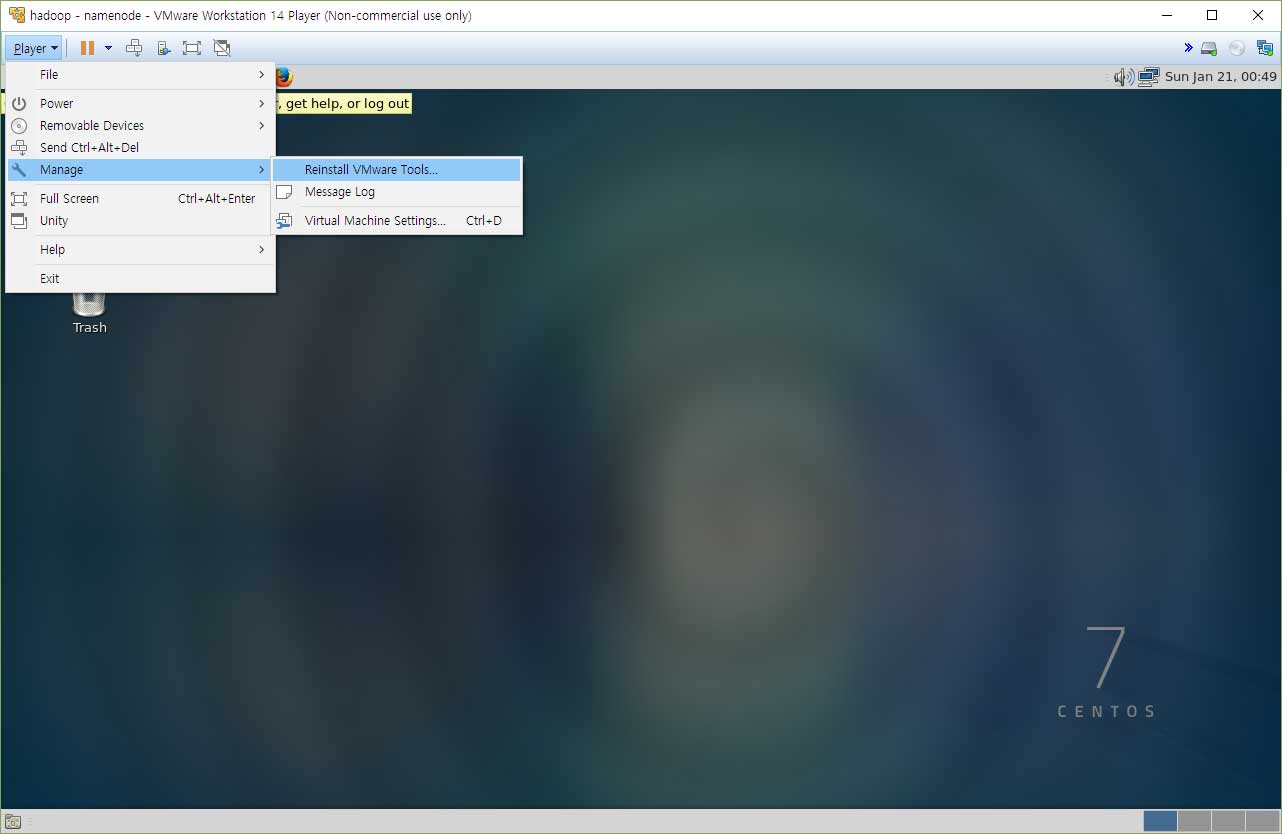 hadoop - namenode - VMware Workstation 14 Player (Non-commercial use only)
Player
Sun Jan 21, 00:49
File
, get help, or log out
Power
Removable Devices
Send Ctrl+Alt+Del
Manage
Reinstall VMware Tools...
Message Log
Full Screen Ctrl+Alt+Enter
Unity
Virtual Machine Settings... Ctrl+D
Help
Exit
Trash
7
CENTOS